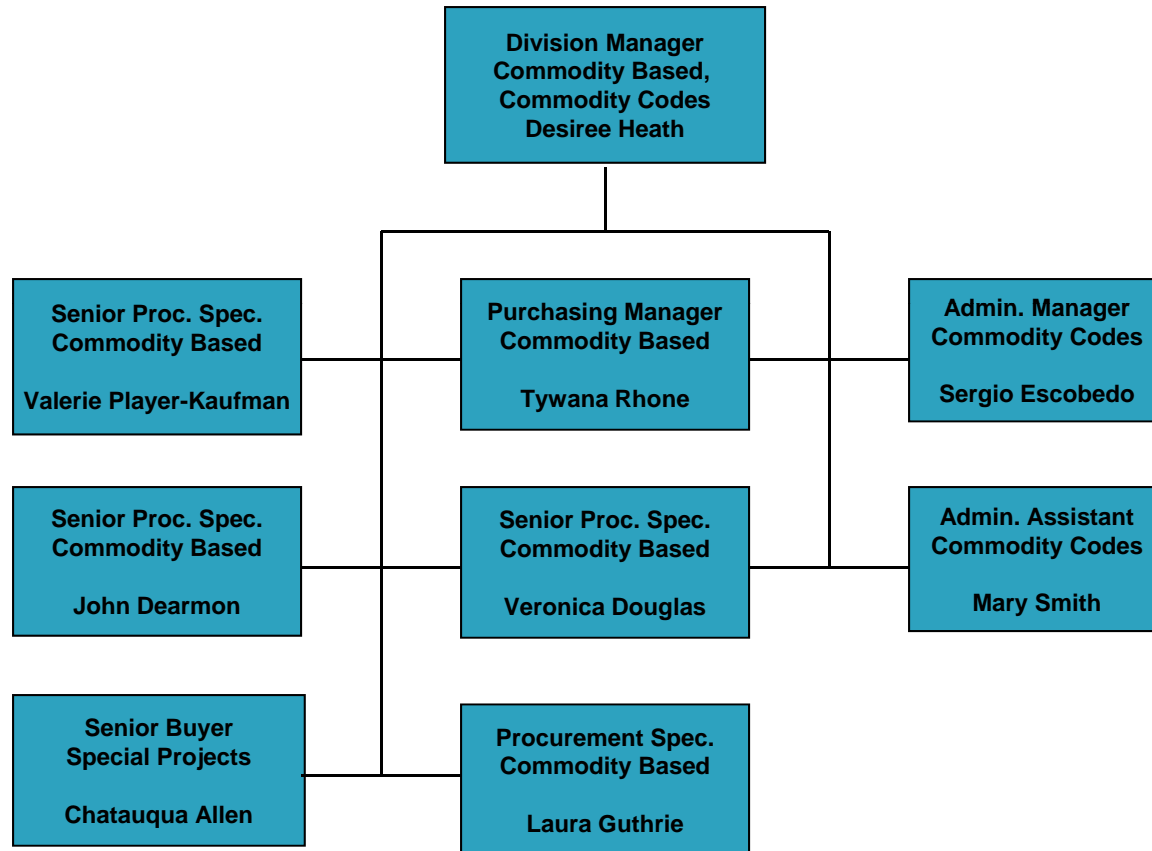 Division Manager
Commodity Based,
Commodity Codes
Desiree Heath
Senior Proc. Spec.
Commodity Based
Valerie Player-Kaufman
Purchasing Manager
Commodity Based
Tywana Rhone
Admin. Manager
Commodity Codes
Sergio Escobedo
Senior Proc. Spec.
Commodity Based
John Dearmon
Senior Proc. Spec.
Commodity Based
Veronica Douglas
Admin. Assistant
Commodity Codes
Mary Smith
Senior Buyer
Special Projects
Chatauqua Allen
Procurement Spec.
Commodity Based
Laura Guthrie